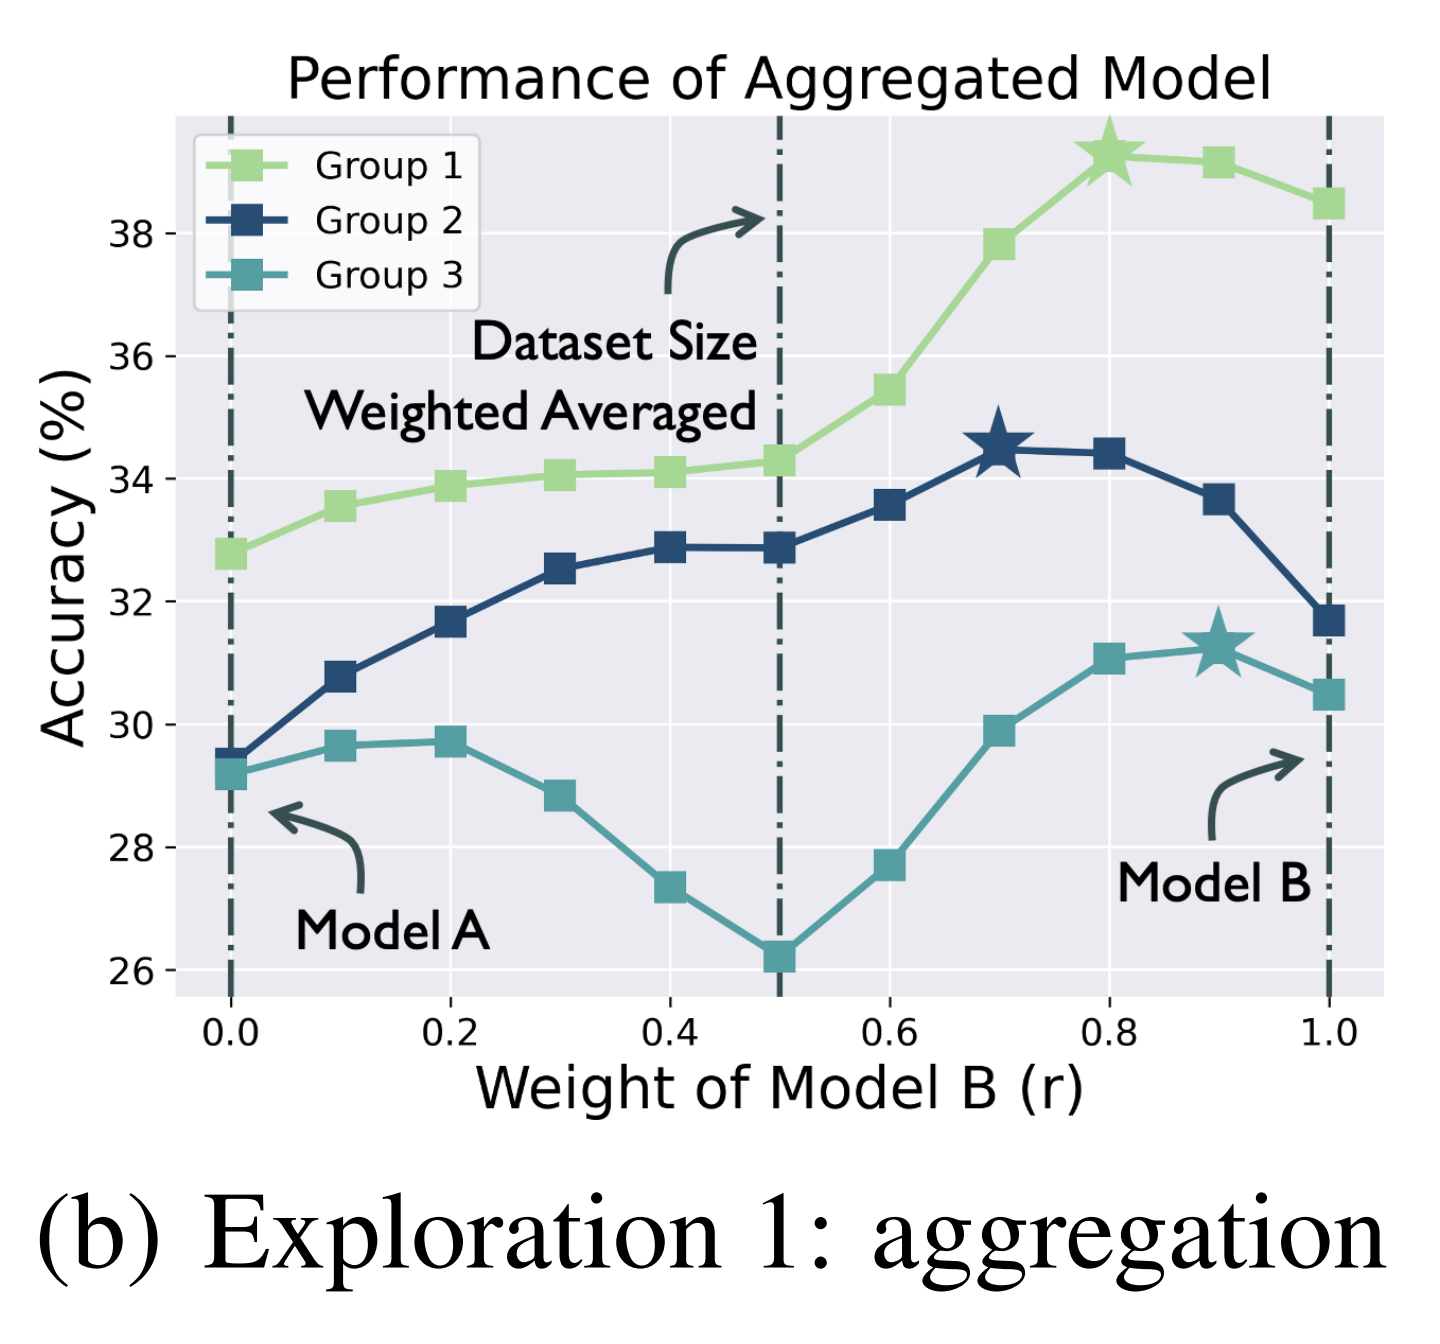 Performance of Aggregated Model
Group 1
Group 2
Group 3
Dataset Size
Weighted Averaged
Model A
Model B
Accuracy (%)
38
36
34
32
30
28
26
0.0 0.2 0.4 0.6 0.8 1.0
Weight of Model B (r)
(b) Exploration 1: aggregation